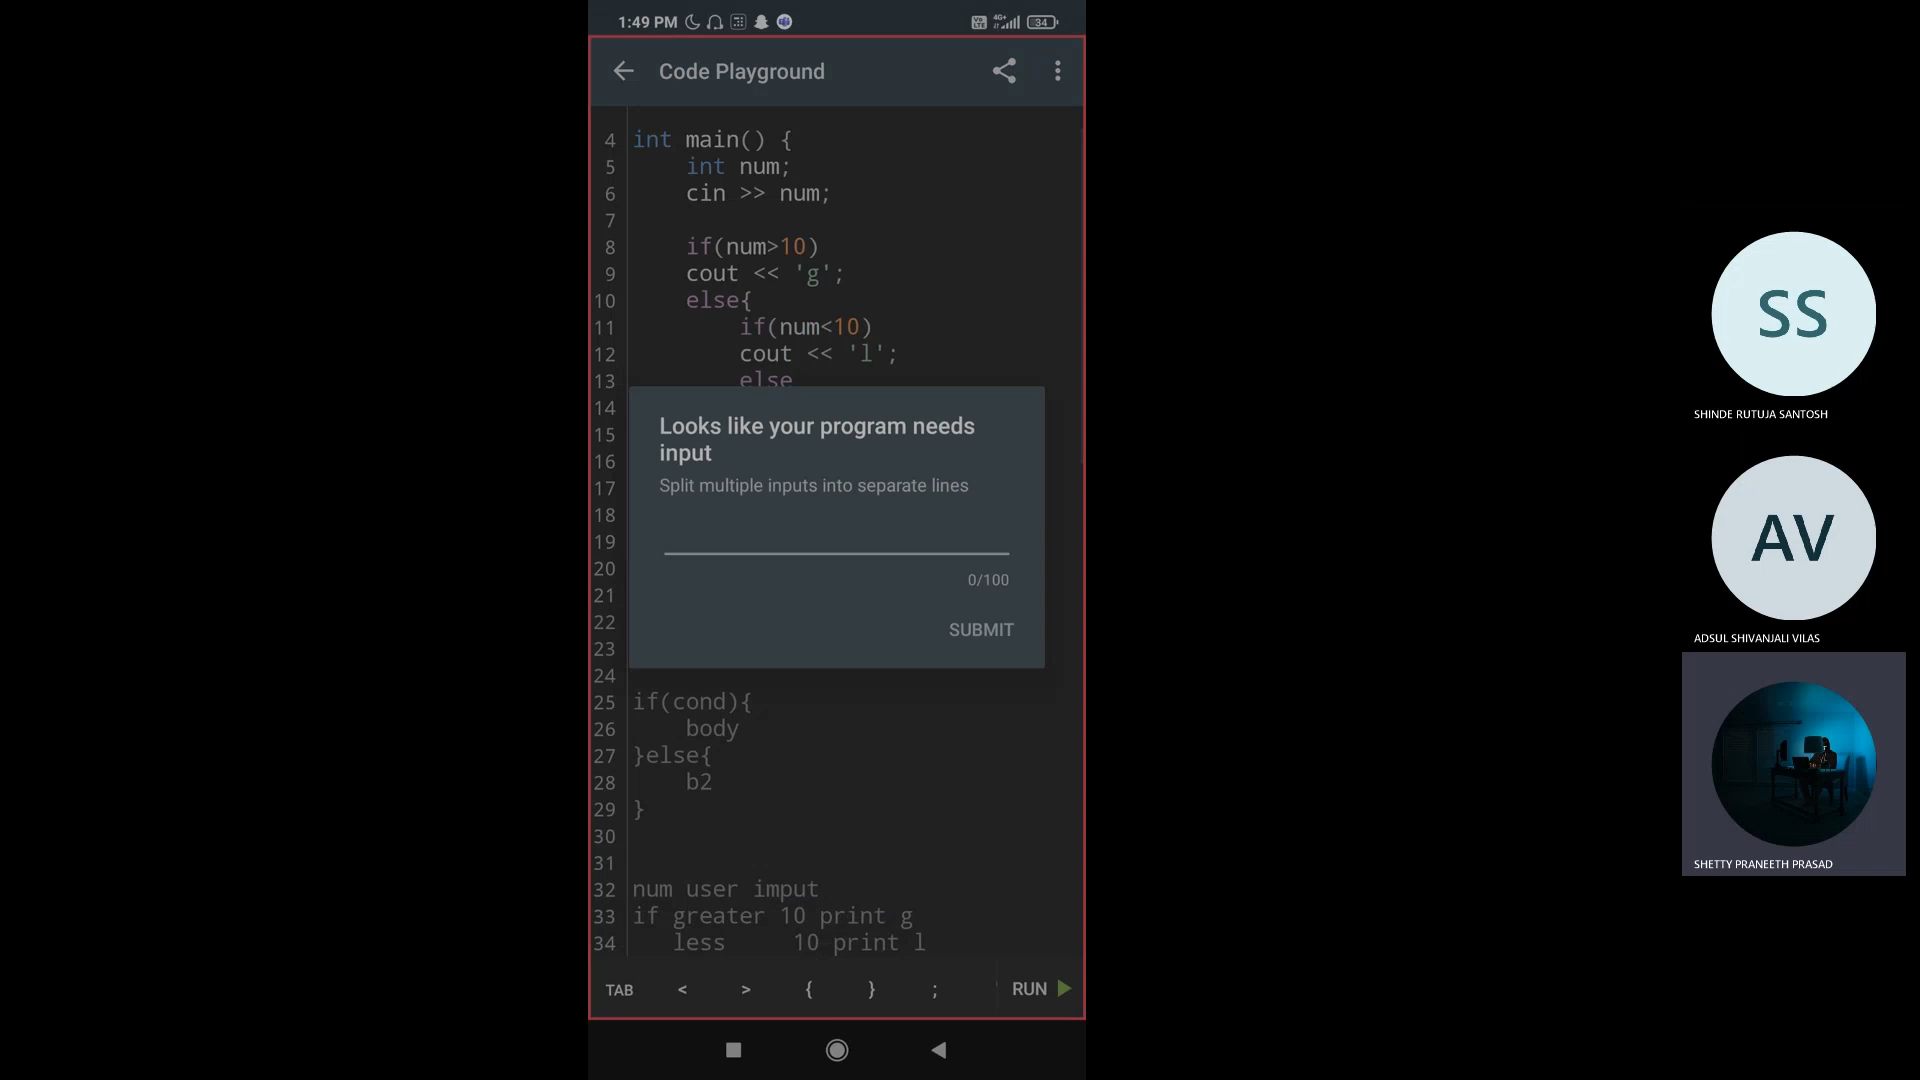 1:49 PM
Vo LTE 4G+ 34
Code Playground
4 int main() {
5 int num;
6 cin >> num;
7
8 if(num>10)
9 cout << 'g';
10 else{
11 if(num<10)
12 cout << 'l';
13 else
14
15
16
17
18
19
20
21
22
23
24
Looks like your program needs
input
Split multiple inputs into separate lines
0/100
SUBMIT
25 if(cond){
26 body
27 }else{
28 b2
29 }
30
31
32 num user imput
33 if greater 10 print g
34 less 10 print l
TAB < > { } ; RUN
SS
SHINDE RUTUJA SANTOSH
AV
ADSUL SHIVANJALI VILAS
SHETTY PRANEETH PRASAD